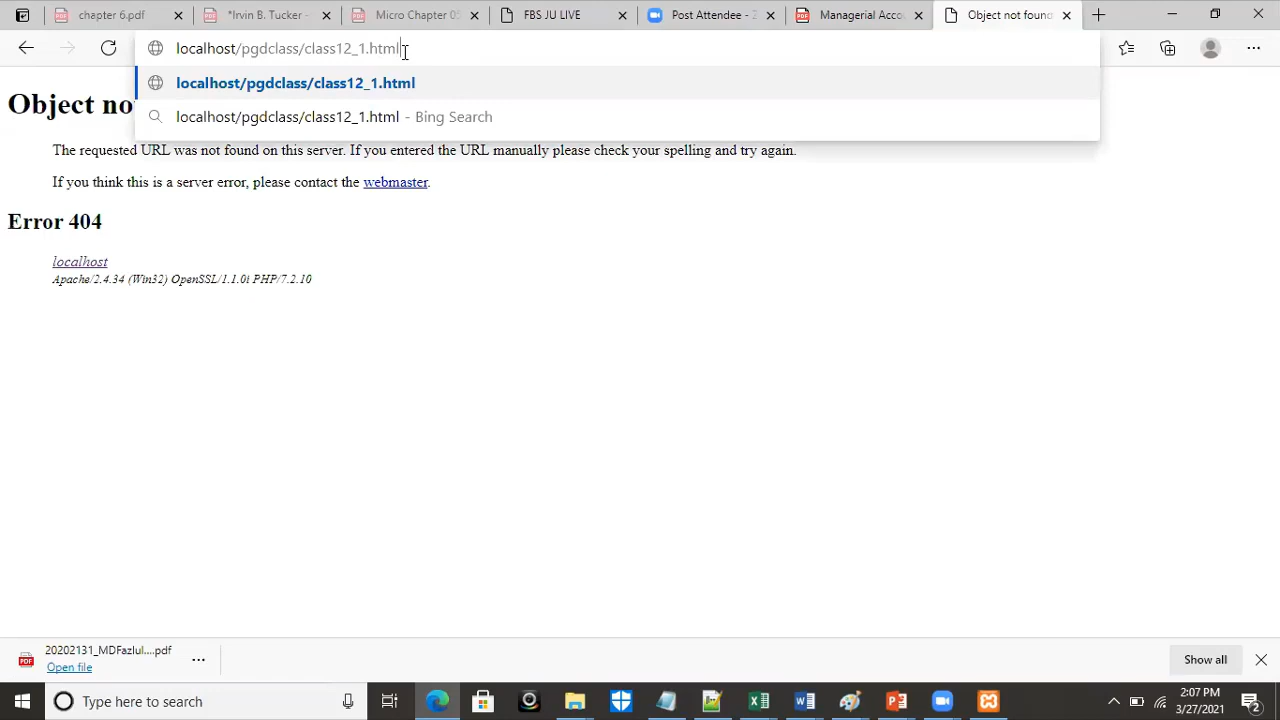 chapter 6.pdf
*Irvin B. Tucker -
Micro Chapter 05
FBS JU LIVE
Post Attendee - Z
Managerial Acco
Object not found
localhost/pgdclass/class12_1.html
localhost/pgdclass/class12_1.html
localhost/pgdclass/class12_1.html - Bing Search
Object no
The requested URL was not found on this server. If you entered the URL manually please check your spelling and try again.
If you think this is a server error, please contact the webmaster.
Error 404
localhost
Apache/2.4.34 (Win32) OpenSSL/1.1.0i PHP/7.2.10
20202131_MDFazlul....pdf
Open file
Show all
Type here to search
2:07 PM
3/27/2021
2